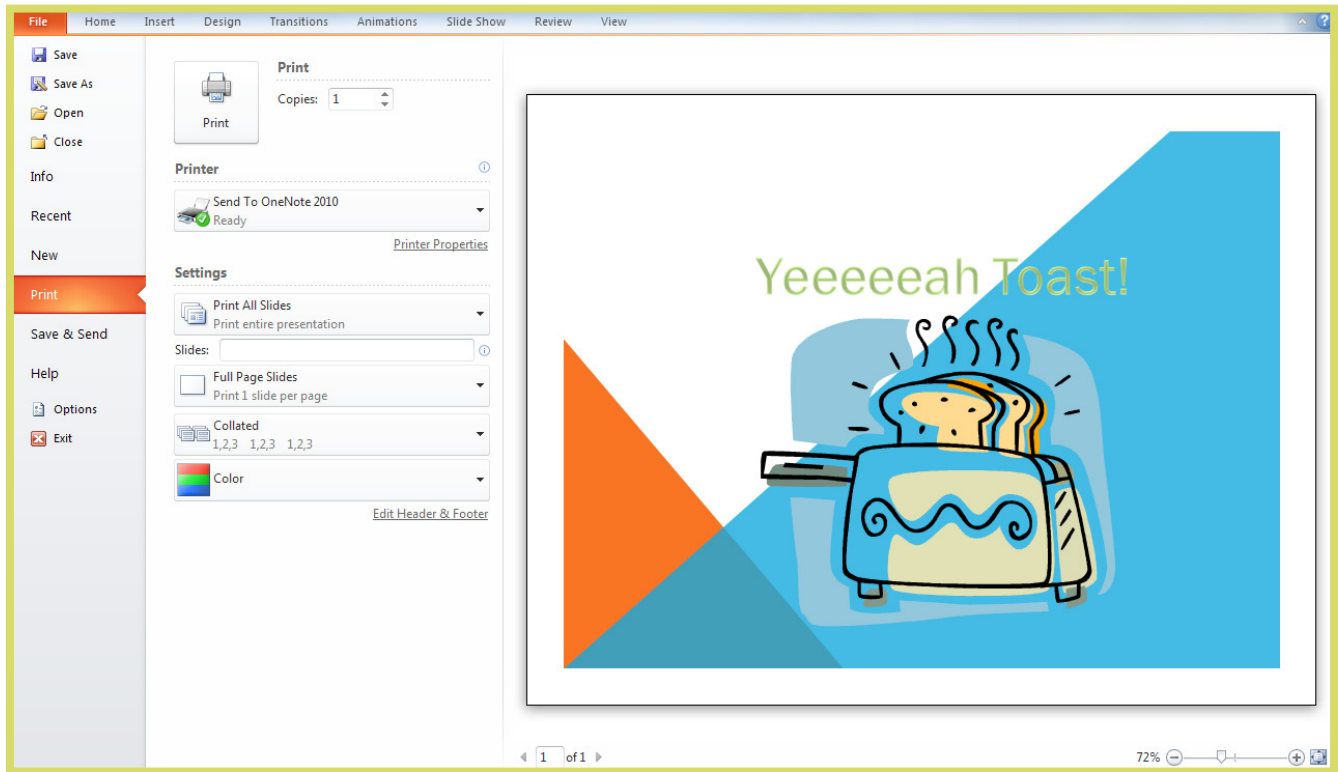 File Home Insert Design Transitions Animations Slide Show Review View
Save
Save As
Open
Close
Info
Recent
New
Print
Save & Send
Help
Options
Exit
Print
Print
Copies: 1
Printer
Send To OneNote 2010
Ready
Printer Properties
Settings
Print All Slides
Print entire presentation
Slides:
Full Page Slides
Print 1 slide per page
Collated
1,2,3 1,2,3 1,2,3
Color
Edit Header & Footer
Yeeeeeah Toast!
1 of 1
72%